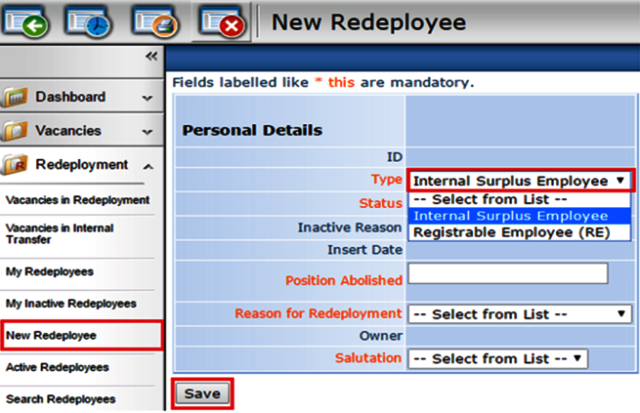 New Redeployee
«
Dashboard
Vacancies
Redeployment
Vacancies in Redeployment
Vacancies in Internal
Transfer
My Redeployees
My Inactive Redeployees
New Redeployee
Active Redeployees
Search Redeployees
Fields labelled like * this are mandatory.
Personal Details
ID
Type Internal Surplus Employee
-- Select from List --
Status Internal Surplus Employee
Inactive Reason Registrable Employee (RE)
Insert Date
Position Abolished
Reason for Redeployment -- Select from List --
Owner
Salutation -- Select from List --
Save